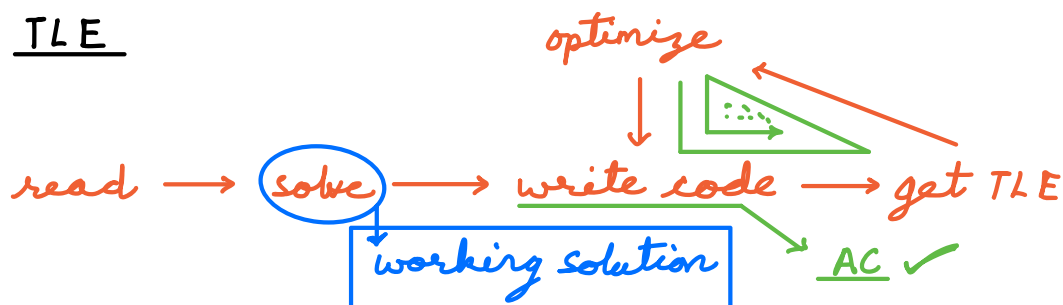 TLE
optimize
read → solve → write code → get TLE
working solution
AC ✓